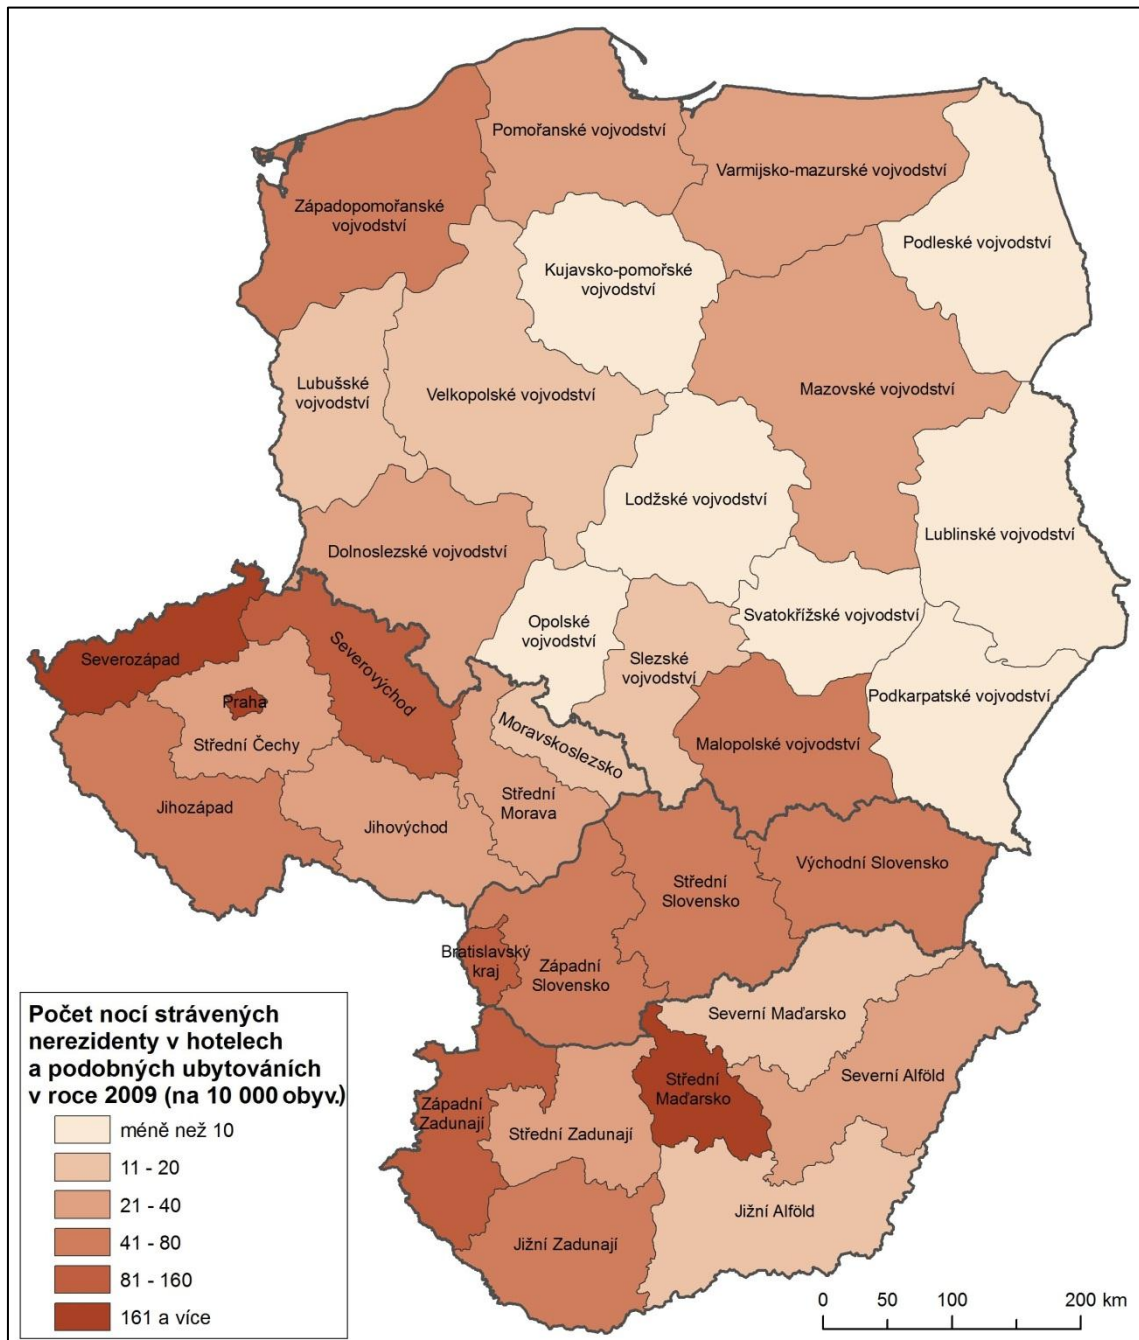 Pomořanské vojvodství
Varmijsko-mazurské vojvodství
Západopomořanské
vojvodství
Podleské vojvodství
Kujavsko-pomořské
vojvodství
Lubušské
vojvodství
Velkopolské vojvodství
Mazovské vojvodství
Lodžské vojvodství
Lublinské vojvodství
Dolnoslezské vojvodství
Opolské
vojvodství
Svatokřížské vojvodství
Slezské
vojvodství
Severozápad
Severovýchod
Praha
Podkarpatské vojvodství
Střední Čechy
Moravskoslezsko
Malopolské vojvodství
Jihozápad
Jihovýchod
Střední
Morava
Východní Slovensko
Střední
Slovensko
Bratislavský
kraj
Západní
Slovensko
Severní Maďarsko
Severní Alföld
Střední
Maďarsko
Západní
Zadunají
Střední Zadunají
Jižní Alföld
Jižní Zadunají
Počet nocí strávených
nerezidenty v hotelech
a podobných ubytováních
v roce 2009 (na 10 000 obyv.)
méně než 10
11 - 20
21 - 40
41 - 80
81 - 160
161 a více
0 50 100 200 km